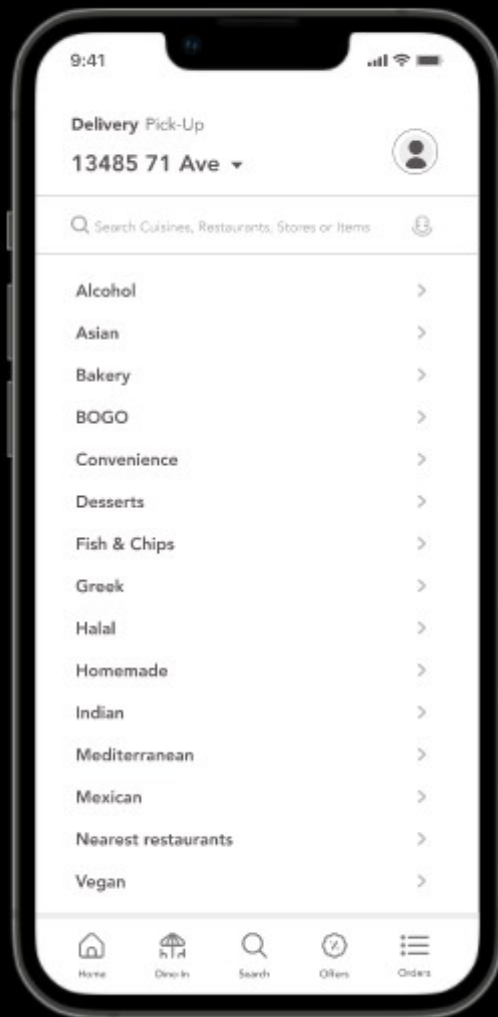 9:41
Delivery Pick-Up
13485 71 Ave
Search Cuisines, Restaurants, Stores or Items
Alcohol
Asian
Bakery
BOGO
Convenience
Desserts
Fish & Chips
Greek
Halal
Homemade
Indian
Mediterranean
Mexican
Nearest restaurants
Vegan
Home Dine-In Search Offers Orders